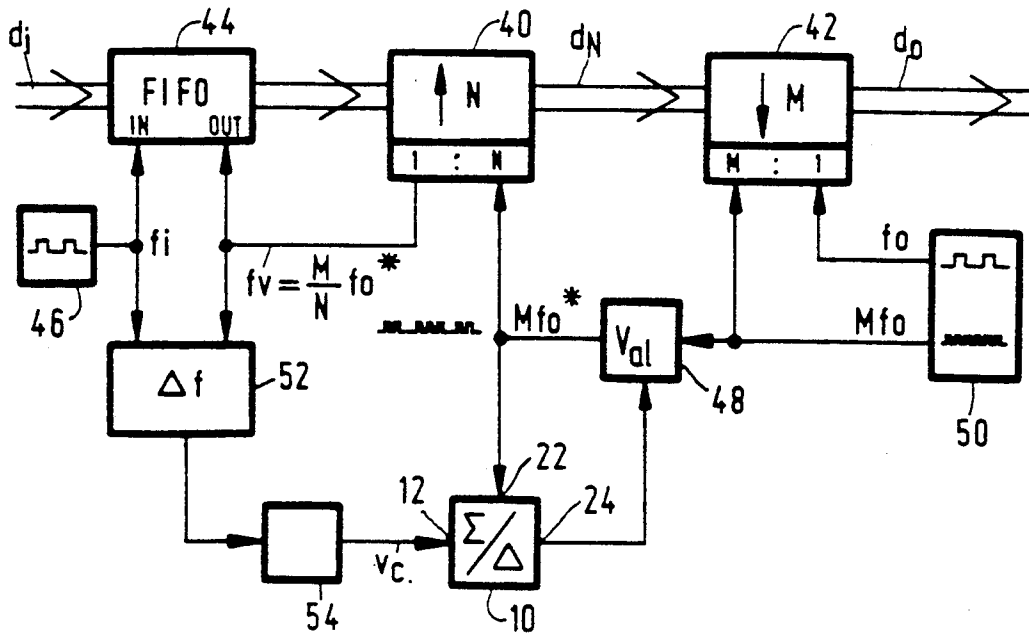 44
40
42
dj
dN
do
FIFO
IN OUT
↑ N
1 : N
↓ M
M : 1
fi
fv = M/N fo*
46
Mfo*
Val
48
fo
Mfo
50
Δf
52
22
12
24
Σ/Δ
vc.
54
10